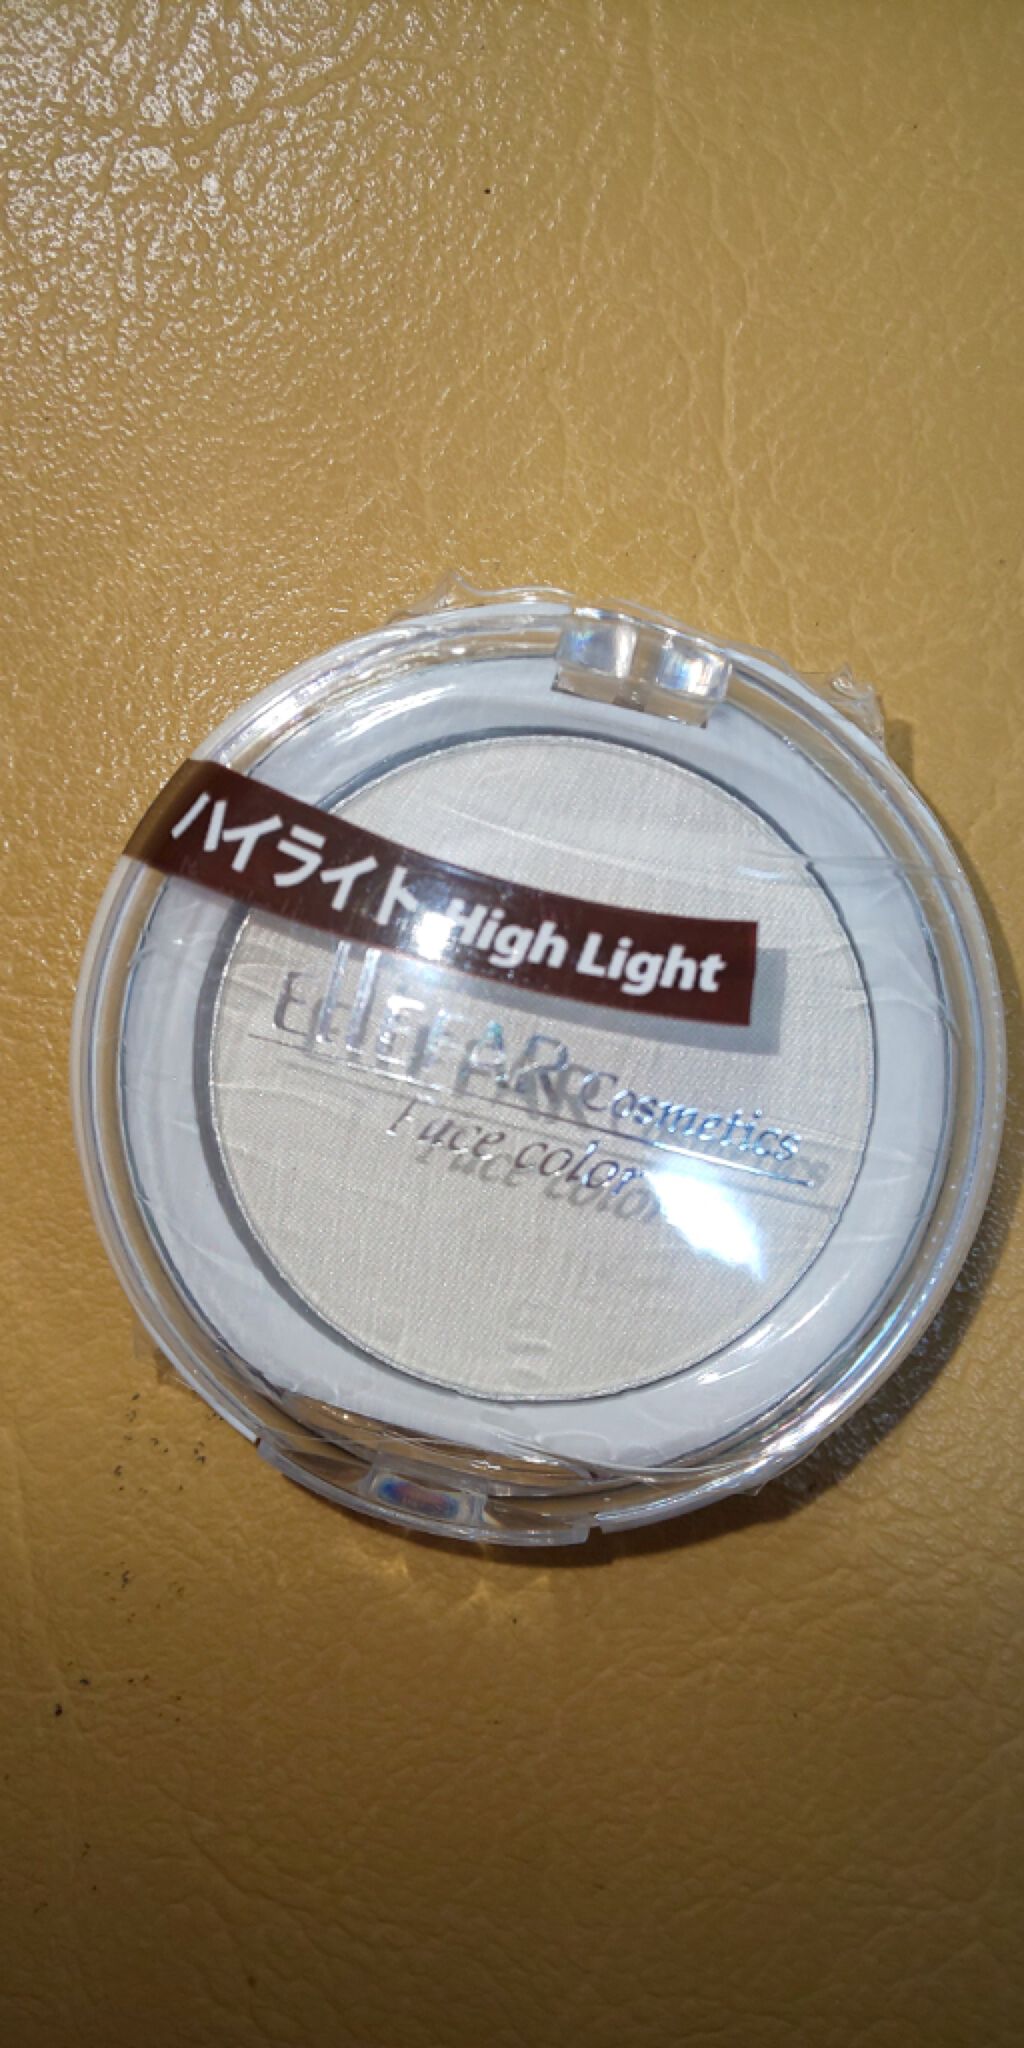 ハイライト High Light
Cosmetics
Face color